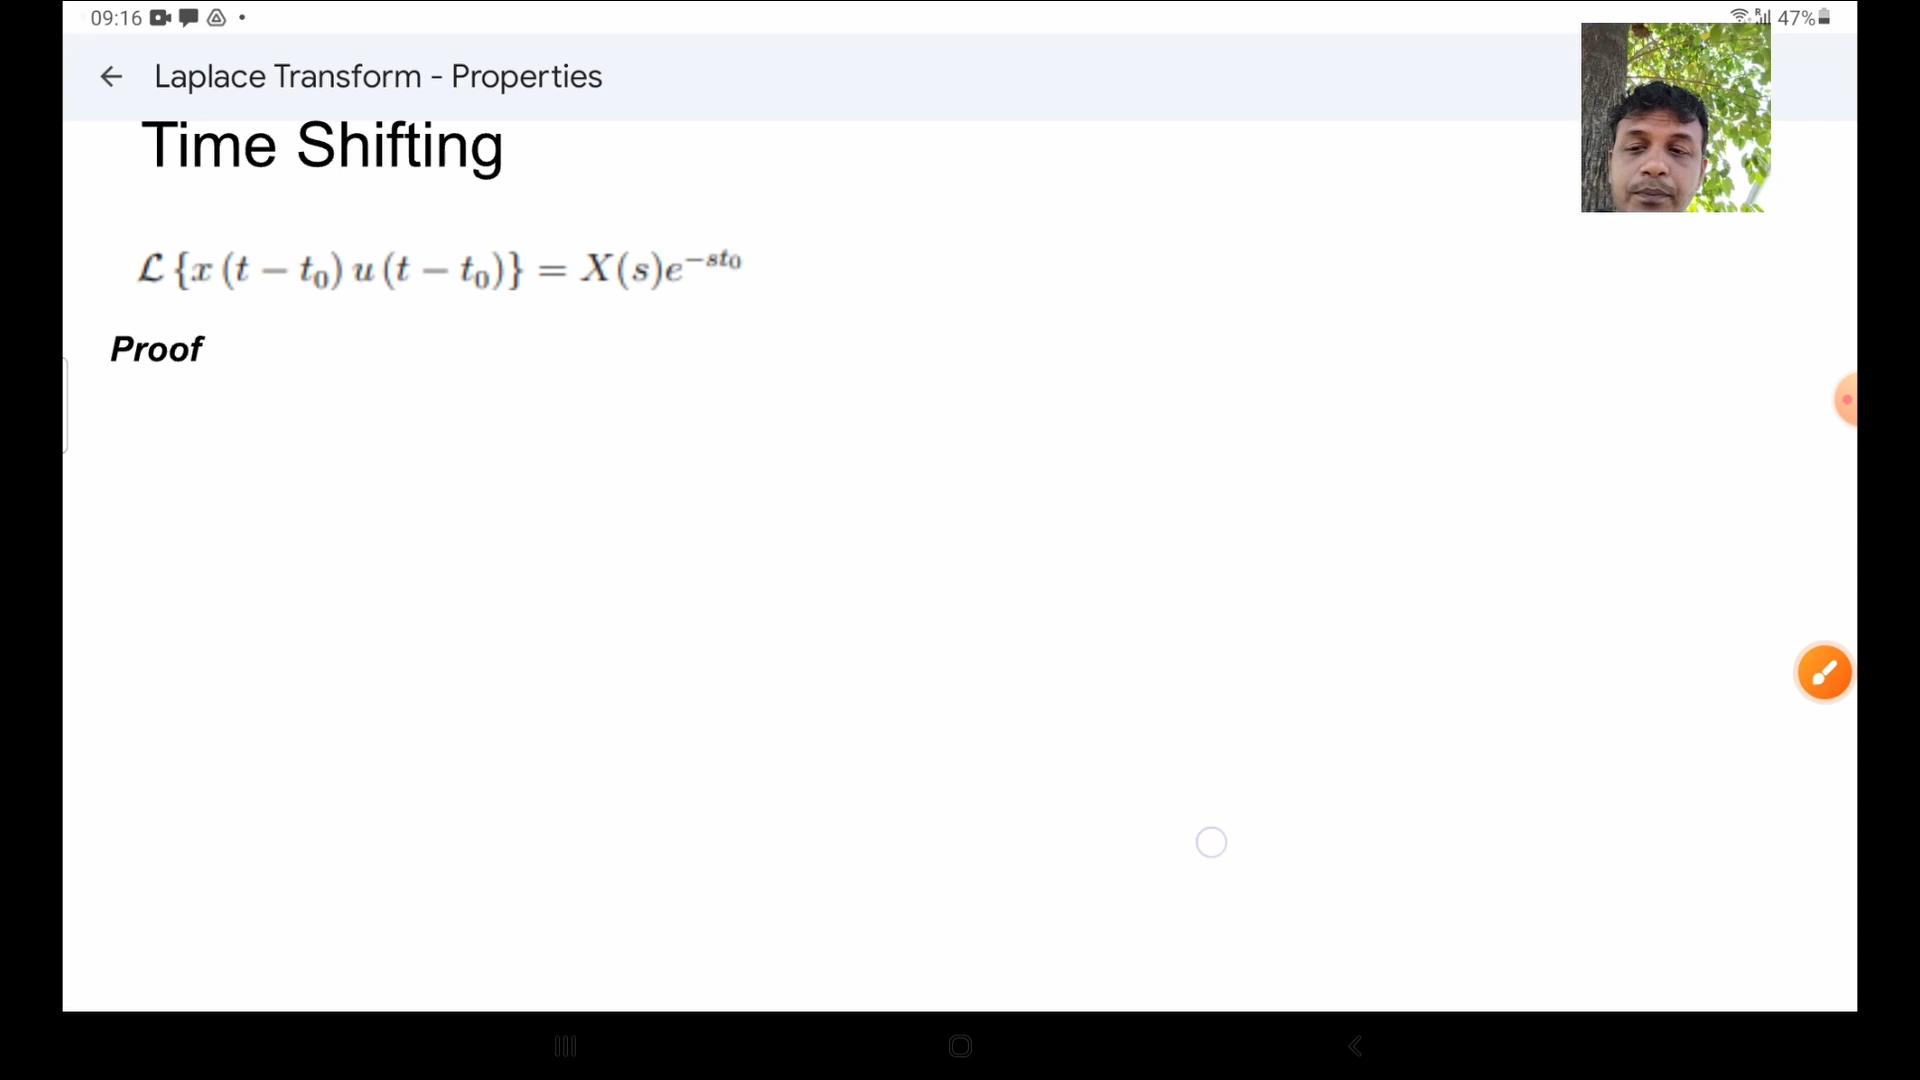 09:16
47%
Laplace Transform - Properties
Time Shifting
ℒ {x (t − t₀) u (t − t₀)} = X(s)e^{−st₀}
Proof